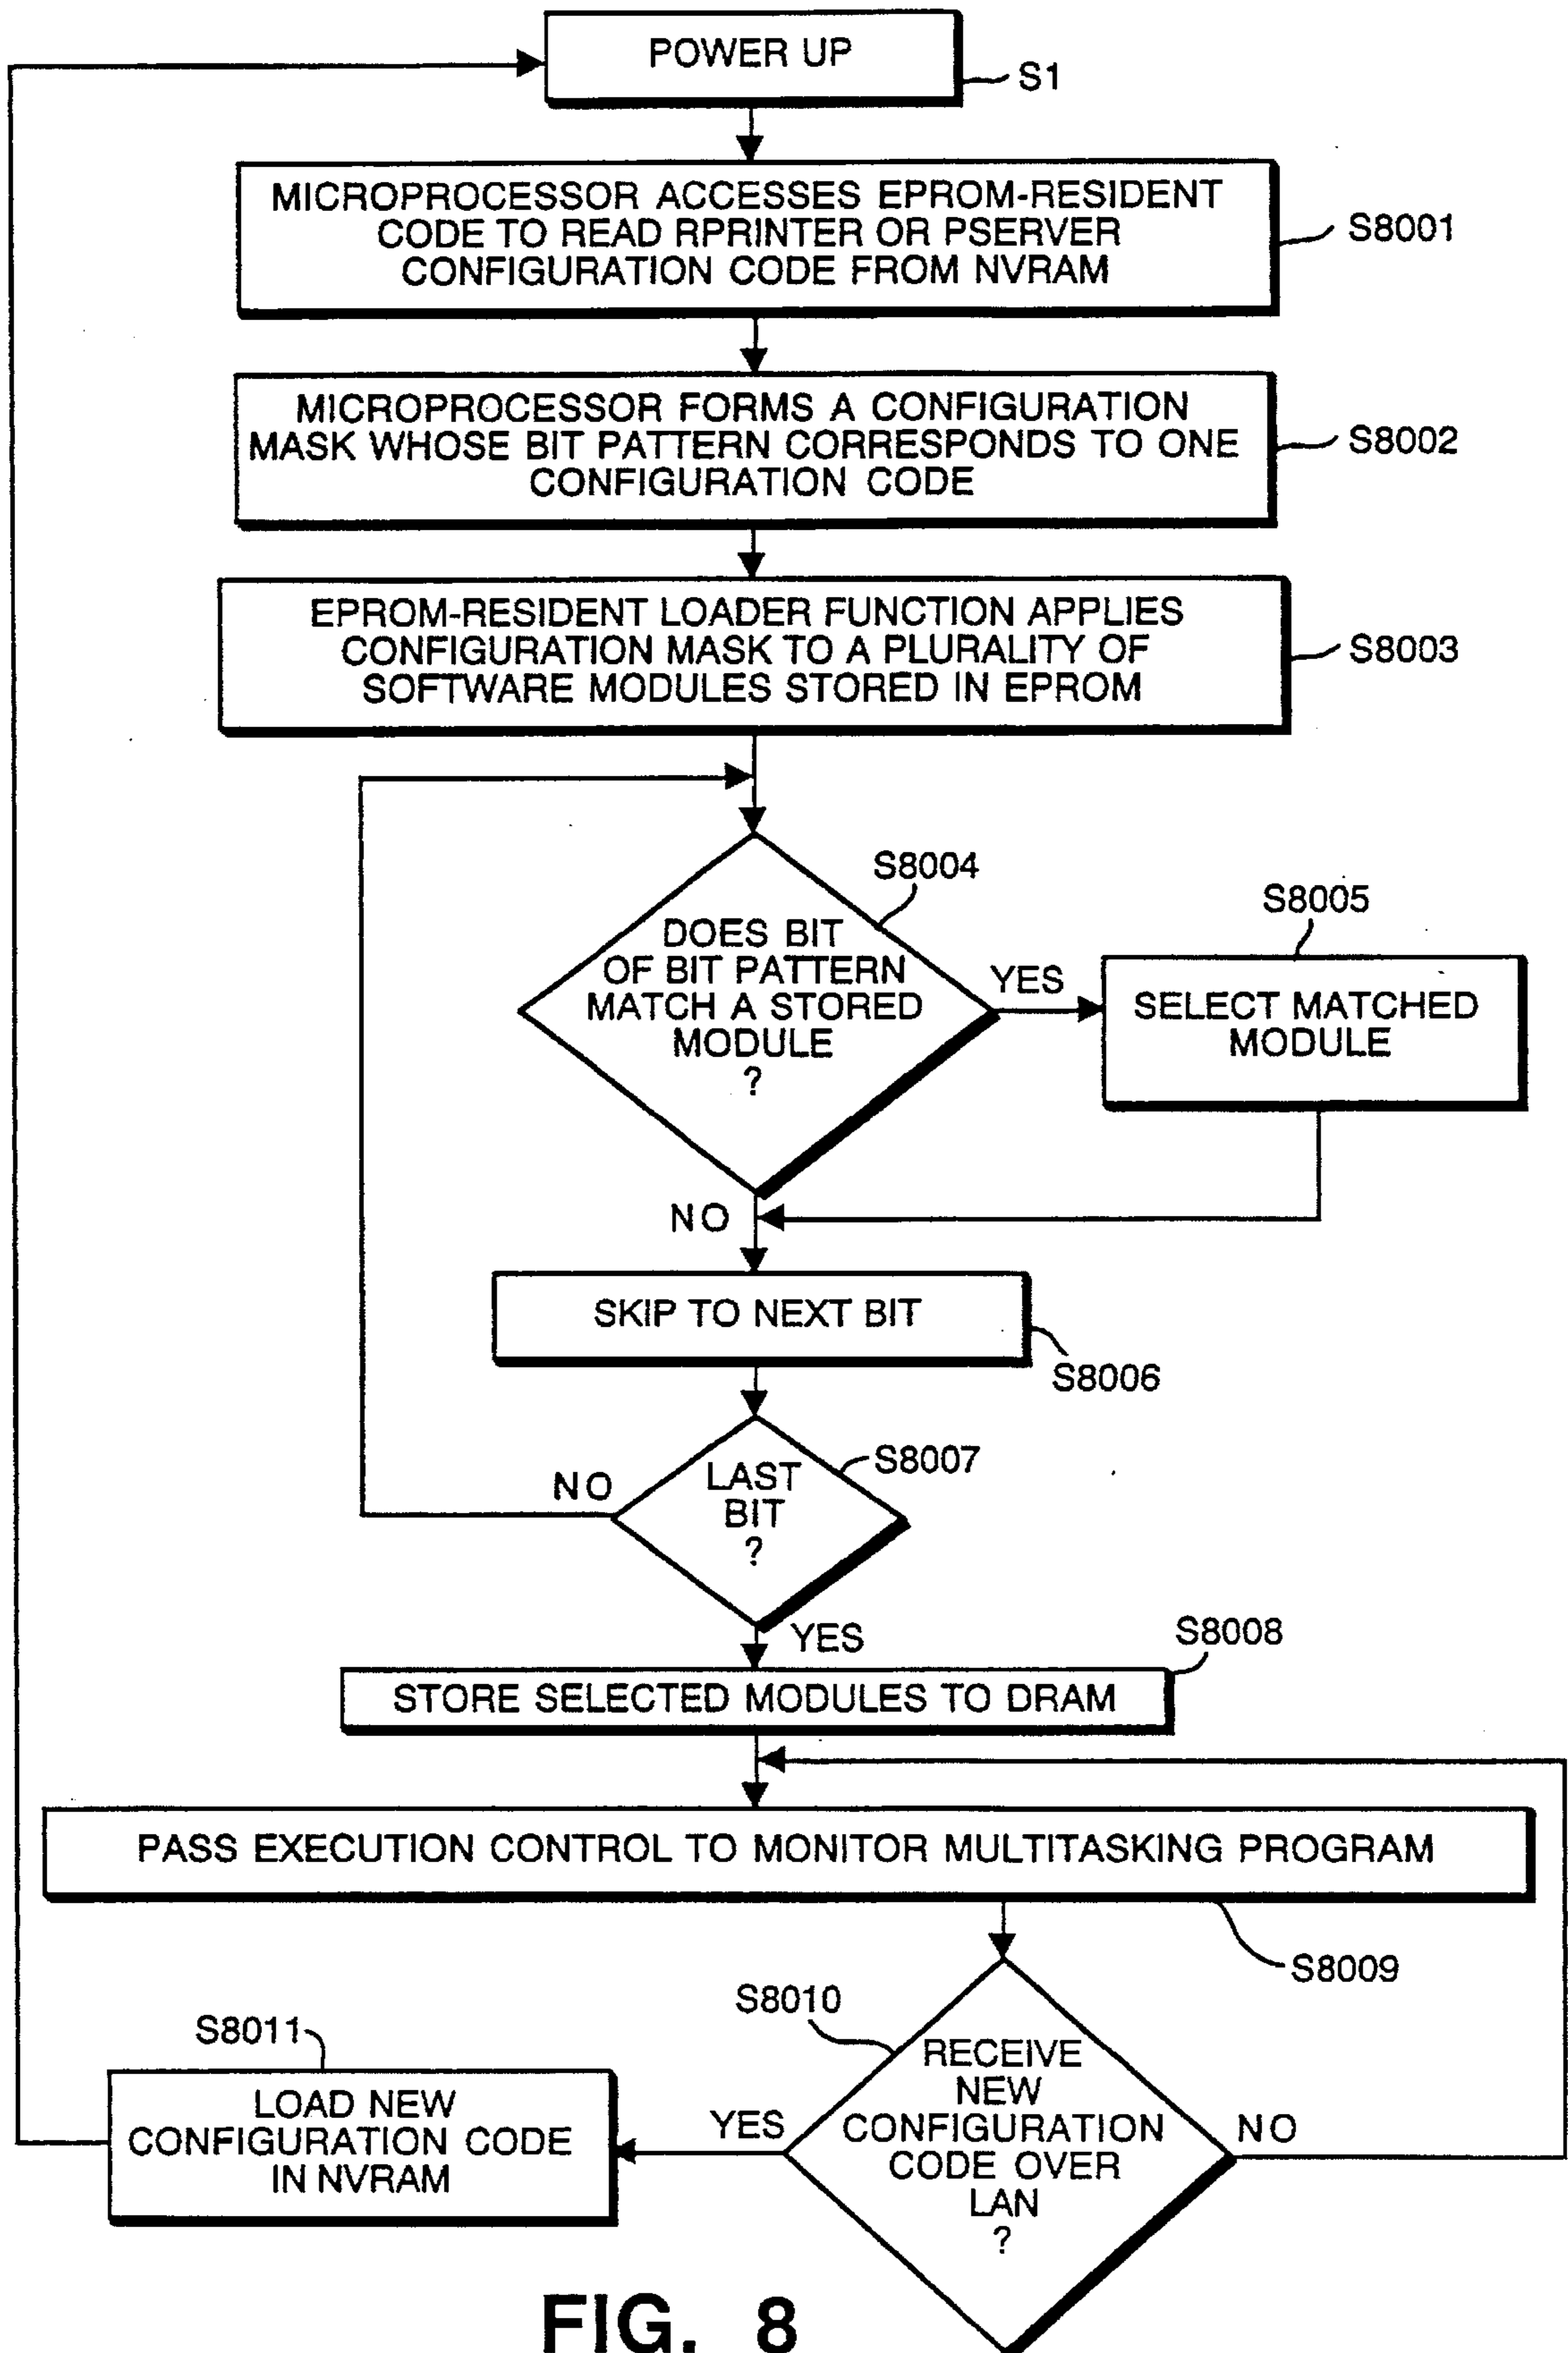 POWER UP
S1
MICROPROCESSOR ACCESSES EPROM-RESIDENT
CODE TO READ RPRINTER OR PSERVER
CONFIGURATION CODE FROM NVRAM
S8001
MICROPROCESSOR FORMS A CONFIGURATION
MASK WHOSE BIT PATTERN CORRESPONDS TO ONE
CONFIGURATION CODE
S8002
EPROM-RESIDENT LOADER FUNCTION APPLIES
CONFIGURATION MASK TO A PLURALITY OF
SOFTWARE MODULES STORED IN EPROM
S8003
S8004
DOES BIT
OF BIT PATTERN
MATCH A STORED
MODULE
?
YES
S8005
SELECT MATCHED
MODULE
NO
SKIP TO NEXT BIT
S8006
S8007
LAST
BIT
?
NO
YES
S8008
STORE SELECTED MODULES TO DRAM
PASS EXECUTION CONTROL TO MONITOR MULTITASKING PROGRAM
S8009
S8010
RECEIVE
NEW
CONFIGURATION
CODE OVER
LAN
?
YES
NO
S8011
LOAD NEW
CONFIGURATION CODE
IN NVRAM
FIG. 8